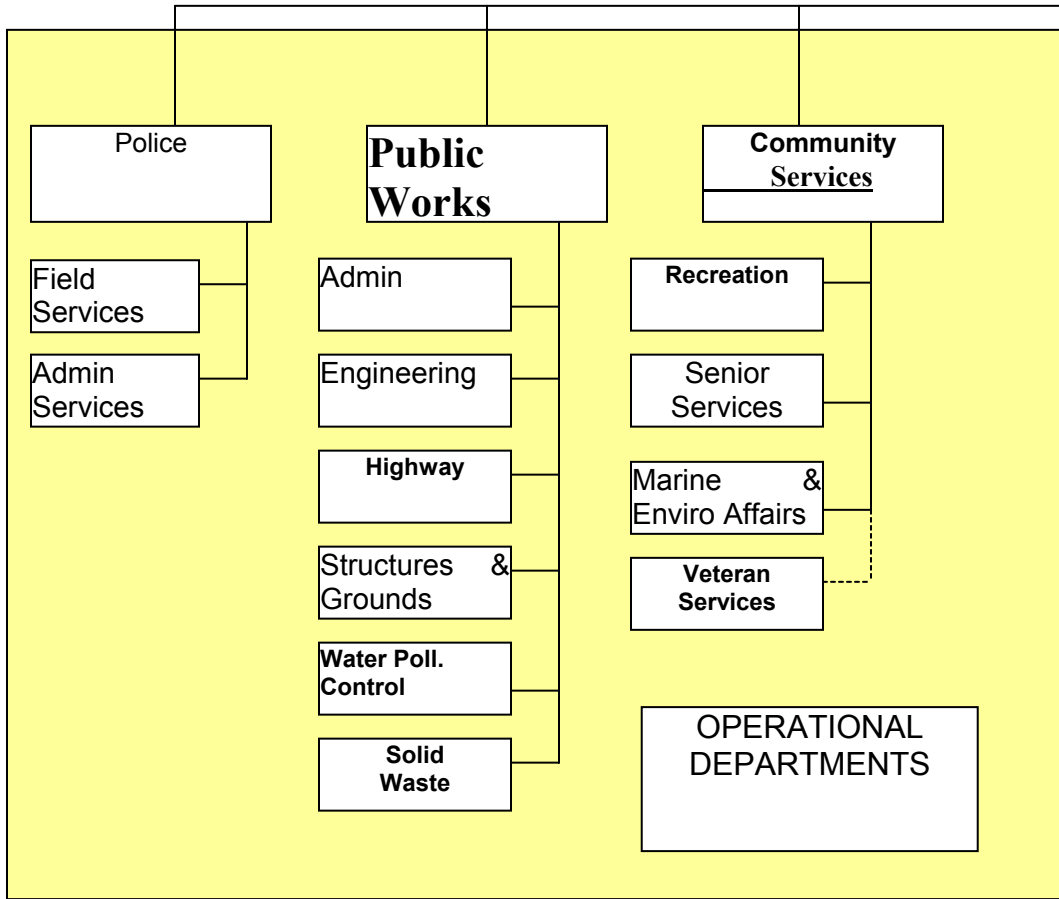 Police
Field
Services
Admin
Services
Public
Works
Admin
Engineering
Highway
Structures &
Grounds
Water Poll.
Control
Solid
Waste
Community
Services
Recreation
Senior
Services
Marine &
Enviro Affairs
Veteran
Services
OPERATIONAL
DEPARTMENTS